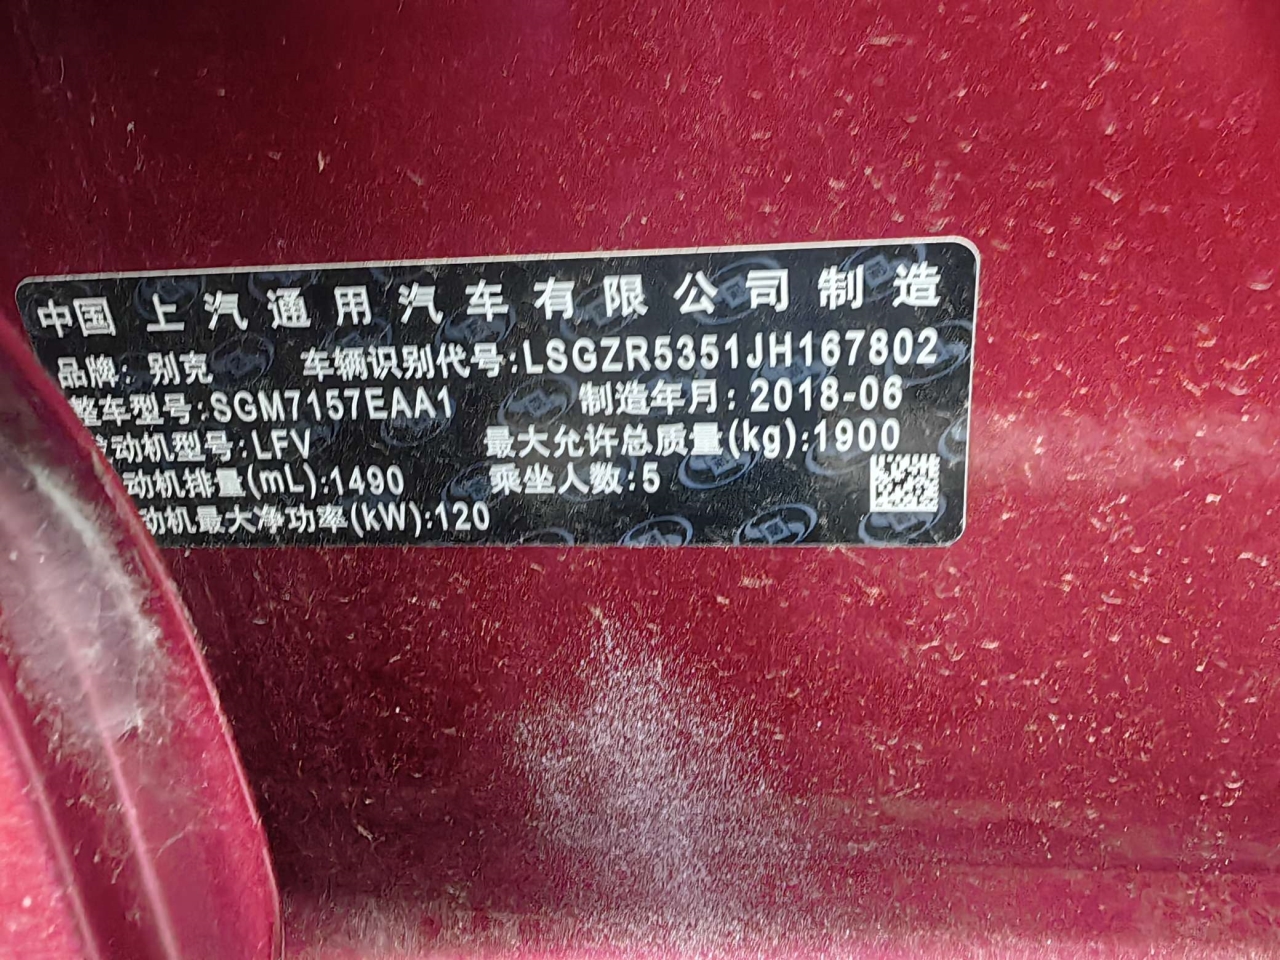 中国上汽通用汽车有限公司制造
品牌:别克 车辆识别代号:LSGZR5351JH167802
整车型号:SGM7157EAA1 制造年月:2018-06
发动机型号:LFV 最大允许总质量(kg):1900
动机排量(mL):1490 乘坐人数:5
动机最大净功率(kW):120